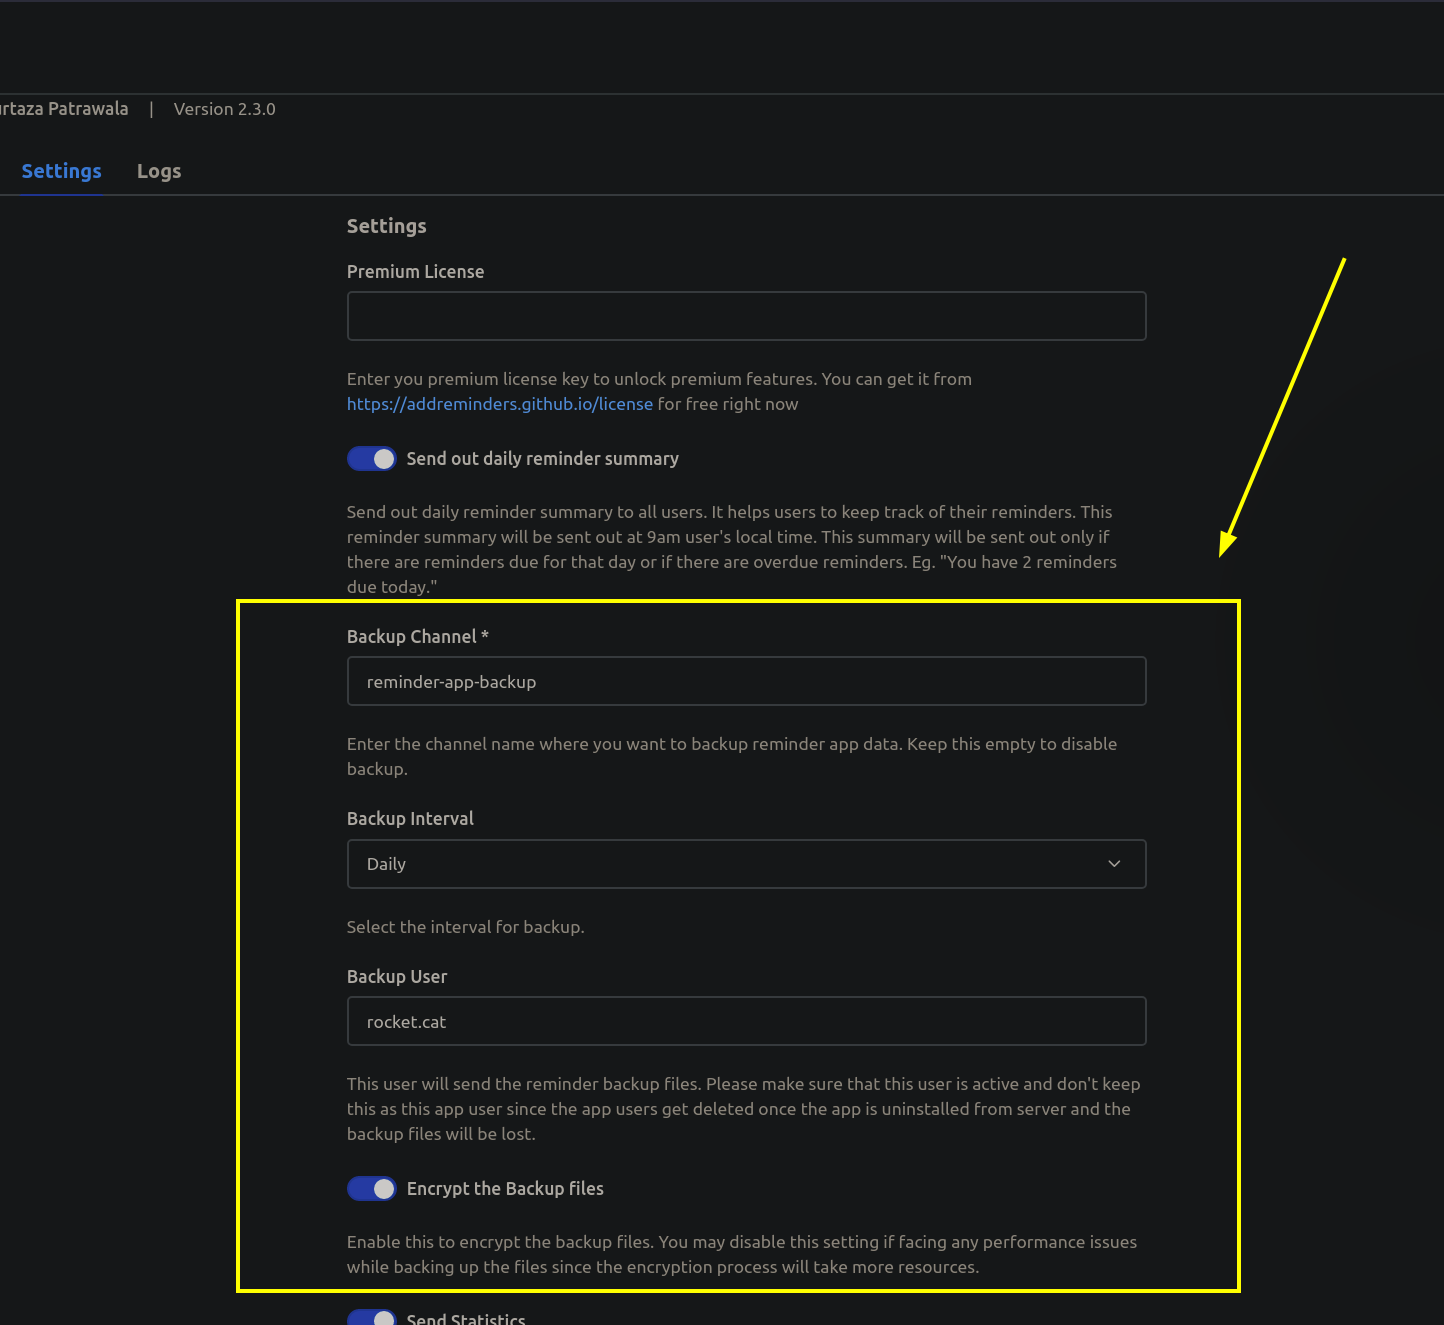 Patrawala | Version 2.3.0
Settings Logs
Settings
Premium License
Enter you premium license key to unlock premium features. You can get it from
https://addreminders.github.io/license for free right now
Send out daily reminder summary
Send out daily reminder summary to all users. It helps users to keep track of their reminders. This
reminder summary will be sent out at 9am user's local time. This summary will be sent out only if
there are reminders due for that day or if there are overdue reminders. Eg. "You have 2 reminders
due today."
Backup Channel *
reminder-app-backup
Enter the channel name where you want to backup reminder app data. Keep this empty to disable
backup.
Backup Interval
Daily
Select the interval for backup.
Backup User
rocket.cat
This user will send the reminder backup files. Please make sure that this user is active and don't keep
this as this app user since the app users get deleted once the app is uninstalled from server and the
backup files will be lost.
Encrypt the Backup files
Enable this to encrypt the backup files. You may disable this setting if facing any performance issues
while backing up the files since the encryption process will take more resources.
Send Statistics